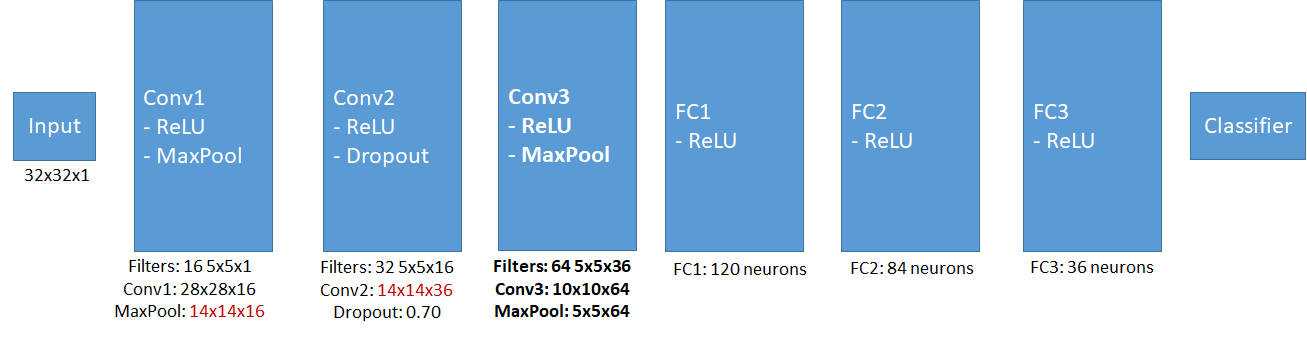 Input
32x32x1
Conv1
- ReLU
- MaxPool
Filters: 16 5x5x1
Conv1: 28x28x16
MaxPool: 14x14x16
Conv2
- ReLU
- Dropout
Filters: 32 5x5x16
Conv2: 14x14x36
Dropout: 0.70
Conv3
- ReLU
- MaxPool
Filters: 64 5x5x36
Conv3: 10x10x64
MaxPool: 5x5x64
FC1
- ReLU
FC1: 120 neurons
FC2
- ReLU
FC2: 84 neurons
FC3
- ReLU
FC3: 36 neurons
Classifier